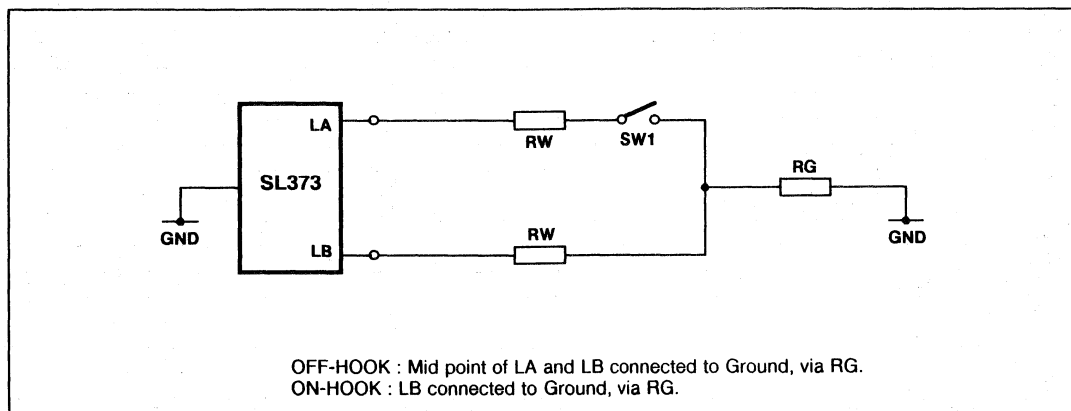 LA
RW
SW1
RG
SL373
GND
LB
RW
GND
OFF-HOOK : Mid point of LA and LB connected to Ground, via RG.
ON-HOOK : LB connected to Ground, via RG.